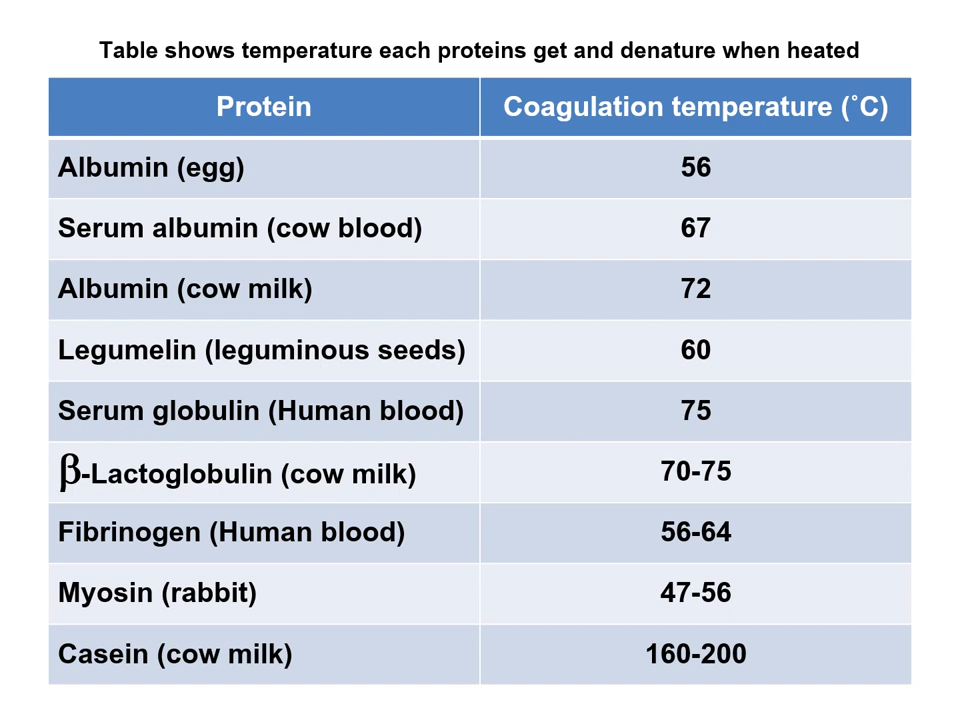 Table shows temperature each proteins get and denature when heated
Protein Coagulation temperature (˚C)
Albumin (egg) 56
Serum albumin (cow blood) 67
Albumin (cow milk) 72
Legumelin (leguminous seeds) 60
Serum globulin (Human blood) 75
β-Lactoglobulin (cow milk) 70-75
Fibrinogen (Human blood) 56-64
Myosin (rabbit) 47-56
Casein (cow milk) 160-200